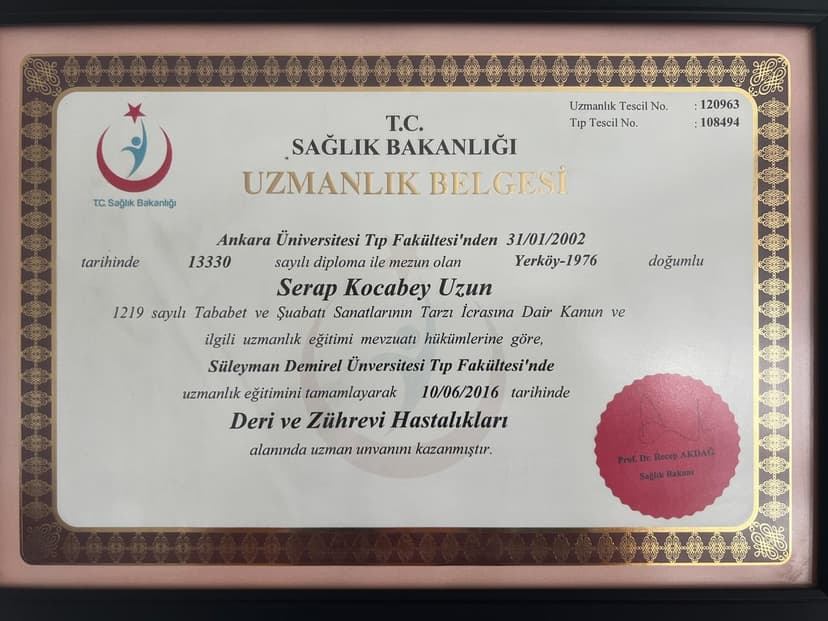 Uzmanlık Tescil No. : 120963
Tıp Tescil No. : 108494
T.C. Sağlık Bakanlığı
T.C.
SAĞLIK BAKANLIĞI
UZMANLIK BELGESİ
Ankara Üniversitesi Tıp Fakültesi'nden 31/01/2002
tarihinde 13330 sayılı diploma ile mezun olan Yerköy-1976 doğumlu
Serap Kocabey Uzun
1219 sayılı Tababet ve Şuabatı Sanatlarının Tarzı İcrasına Dair Kanun ve
ilgili uzmanlık eğitimi mevzuatı hükümlerine göre,
Süleyman Demirel Ünversitesi Tıp Fakültesi'nde
uzmanlık eğitimini tamamlayarak 10/06/2016 tarihinde
Deri ve Zührevi Hastalıkları
alanında uzman unvanını kazanmıştır.
Prof. Dr. Recep AKDAĞ
Sağlık Bakanı